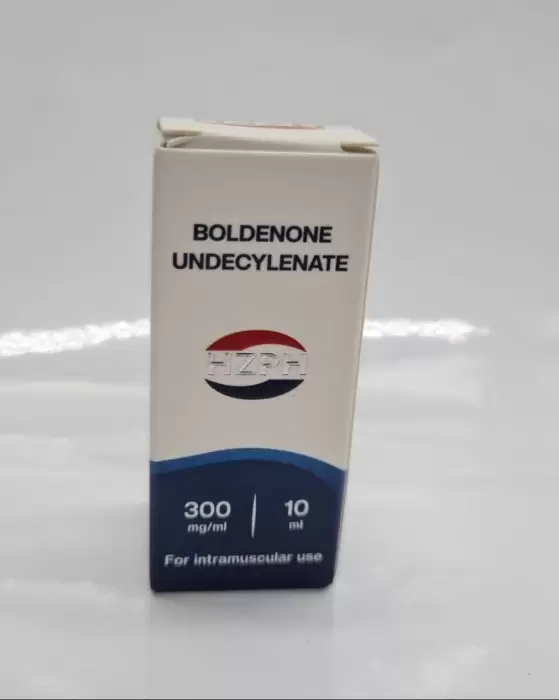 BOLDENONE
UNDECYLENATE
HZPH
300
mg/ml
10
ml
For intramuscular use